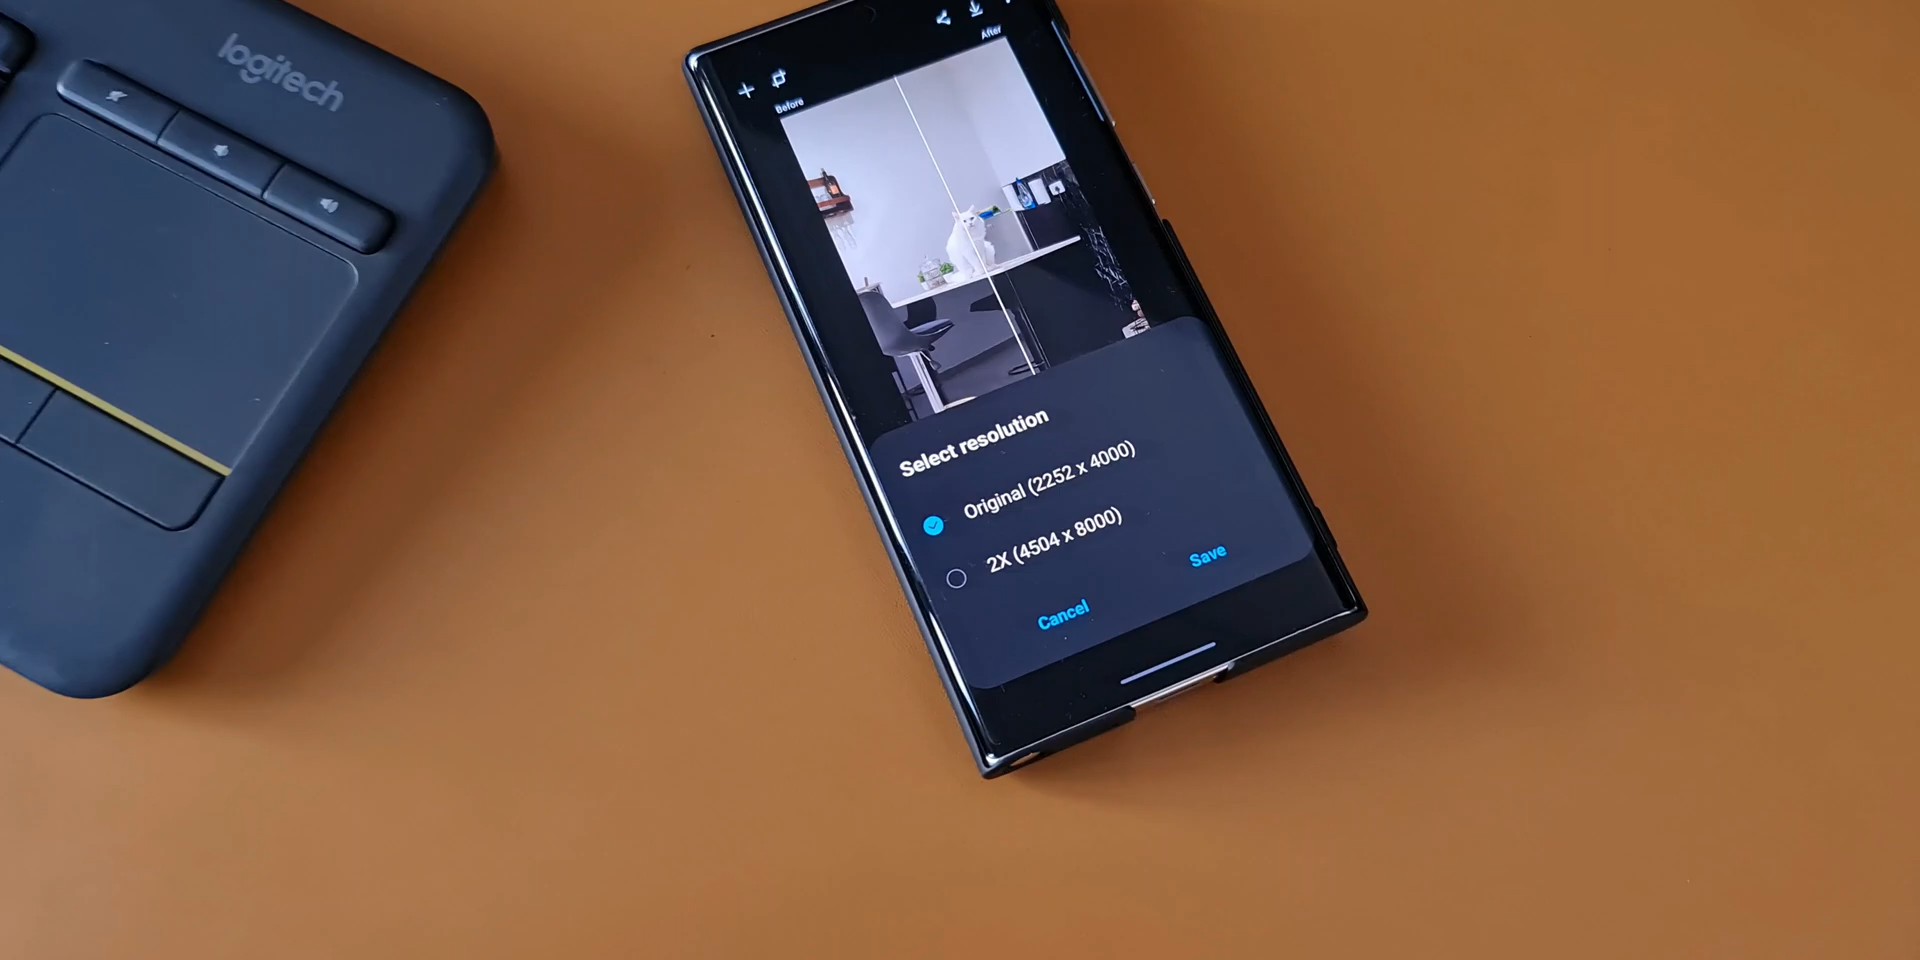 logitech
After
Before
Select resolution
Original (2252 x 4000)
2X (4504 x 8000)
Save
Cancel